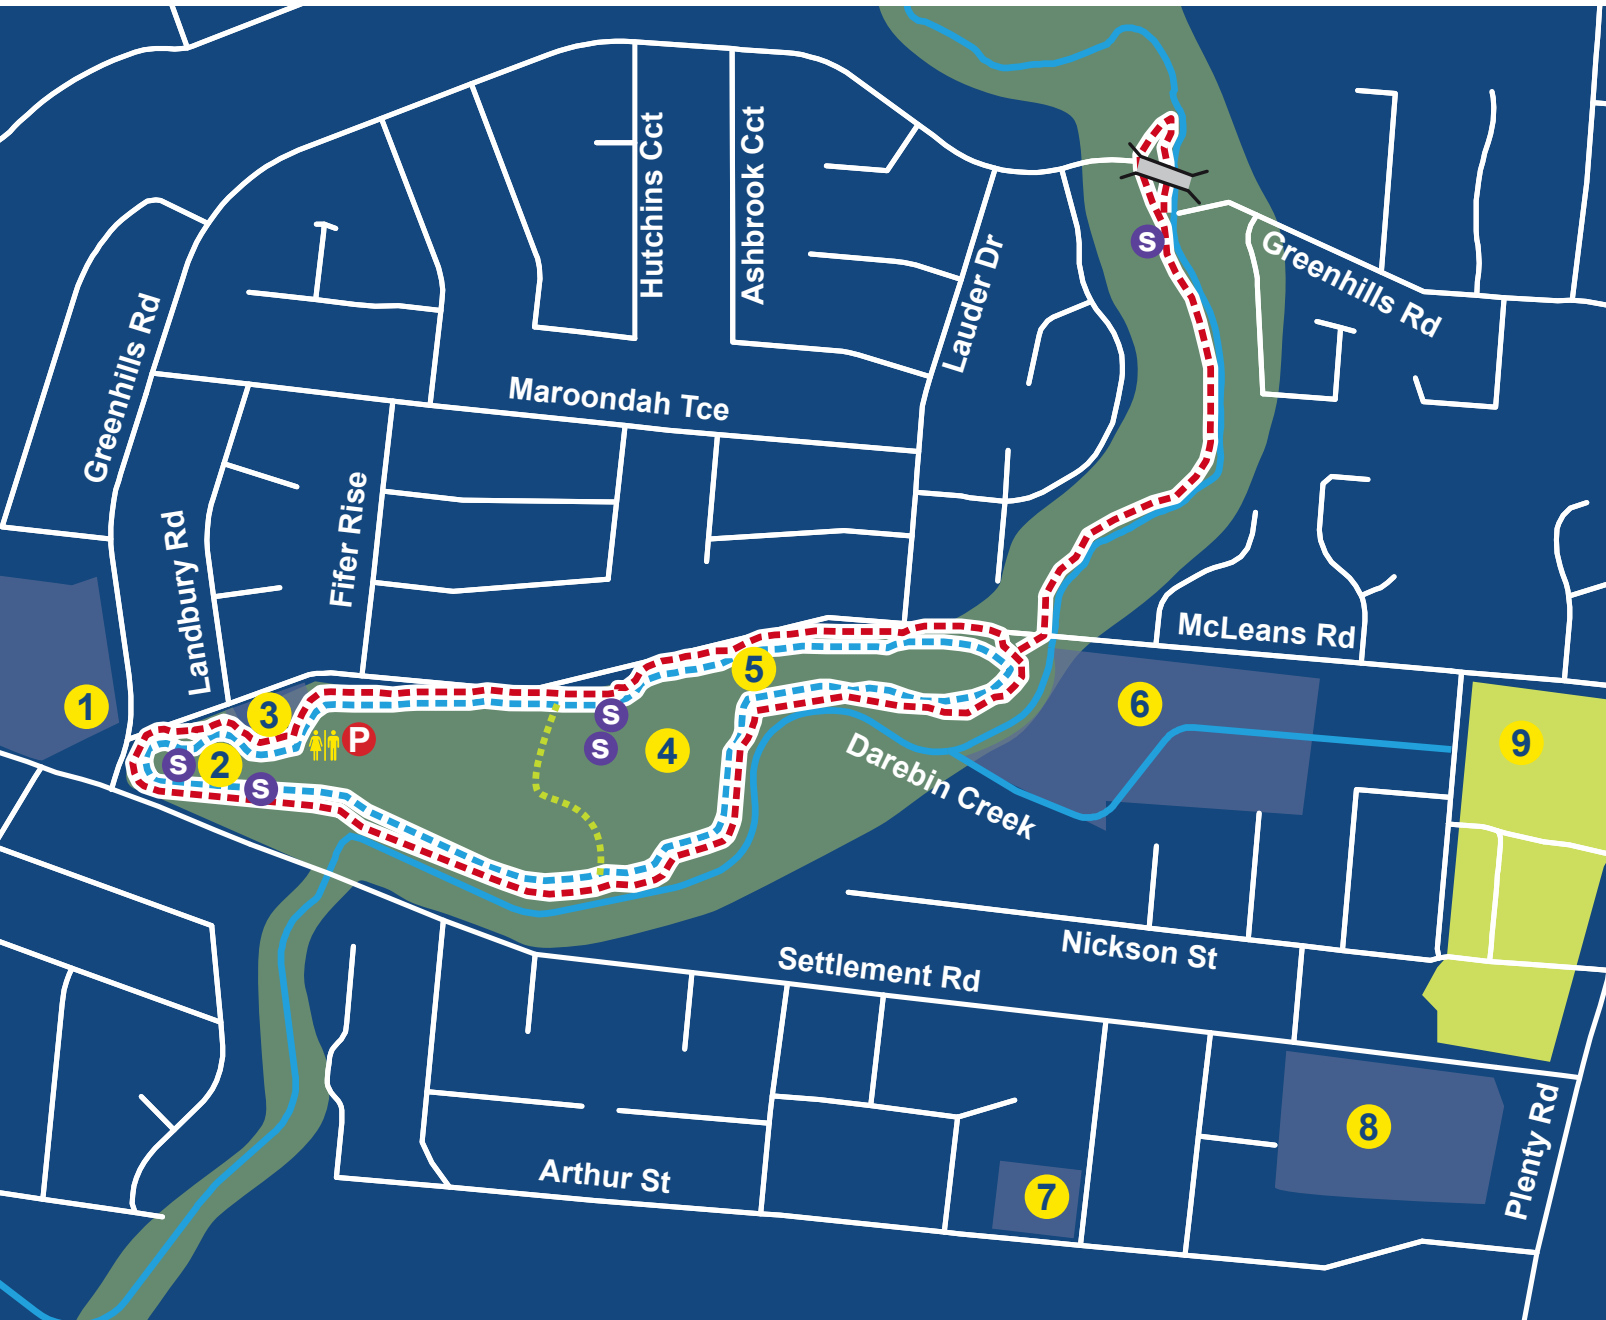 Hutchins Cct
Ashbrook Cct
Lauder Dr
S
Greenhills Rd
Greenhills Rd
Maroondah Tce
Fifer Rise
Landbury Rd
McLeans Rd
1
3
P
S
2
S
S
S
4
5
6
9
Darebin Creek
Nickson St
Settlement Rd
Arthur St
7
8
Plenty Rd